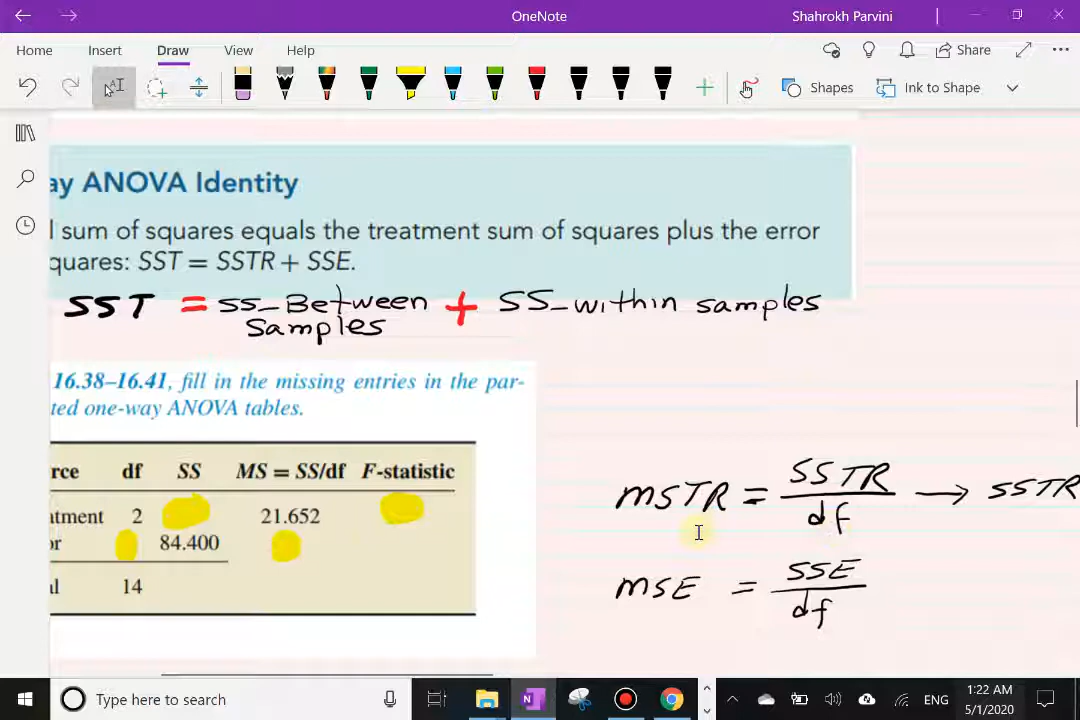 OneNote
Shahrokh Parvini
Home Insert Draw View Help
Share
Shapes
Ink to Shape
ay ANOVA Identity
l sum of squares equals the treatment sum of squares plus the error
quares: SST = SSTR + SSE.
SST = SS_Between Samples + SS_within samples
16.38–16.41, fill in the missing entries in the par-
ted one-way ANOVA tables.
rce df SS MS = SS/df F-statistic
atment 2 21.652
or 84.400
al 14
MSTR = SSTR / df → SSTR
MSE = SSE / df
Type here to search
ENG
1:22 AM
5/1/2020